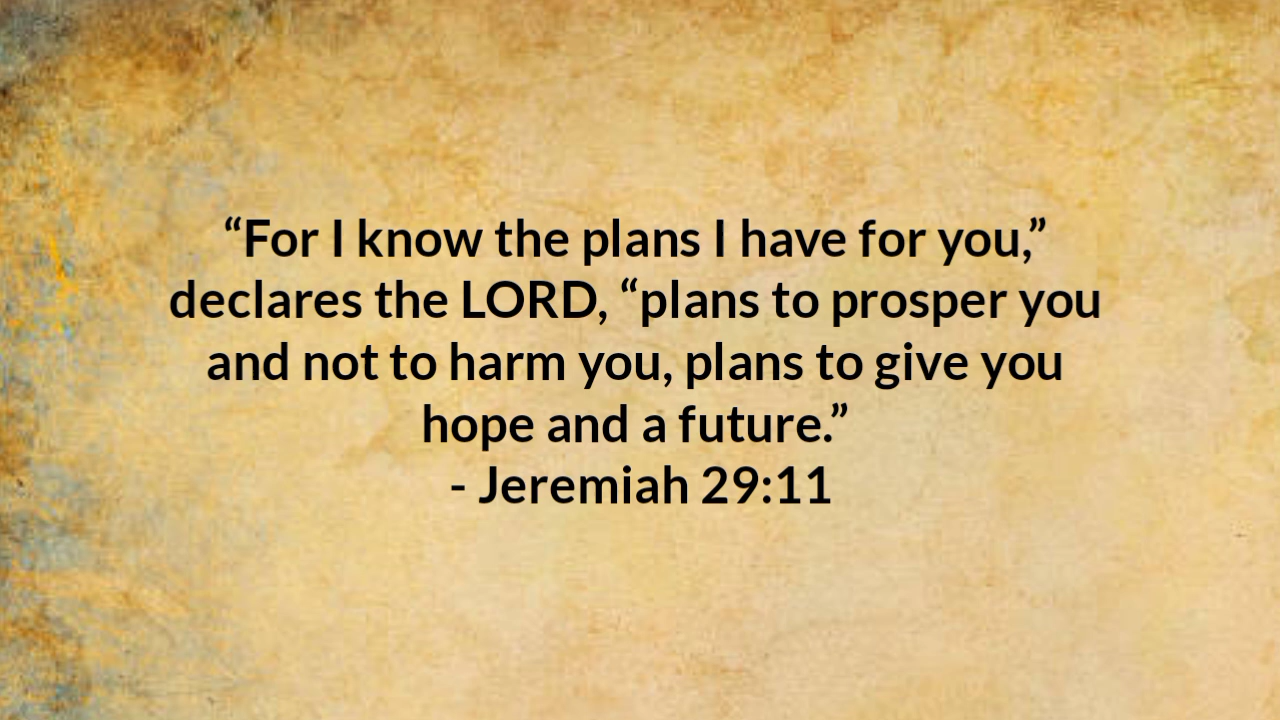 “For I know the plans I have for you,”
declares the LORD, “plans to prosper you
and not to harm you, plans to give you
hope and a future.”
- Jeremiah 29:11